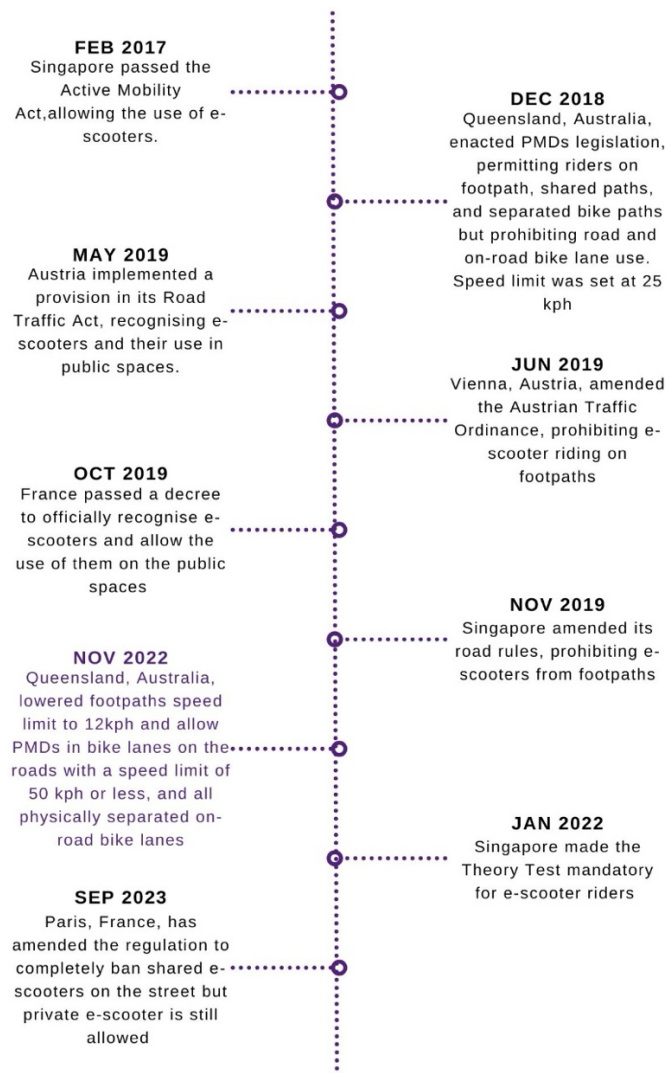 FEB 2017
Singapore passed the
Active Mobility
Act,allowing the use of e-
scooters.
DEC 2018
Queensland, Australia,
enacted PMDs legislation,
permitting riders on
footpath, shared paths,
and separated bike paths
but prohibiting road and
on-road bike lane use.
Speed limit was set at 25
kph
MAY 2019
Austria implemented a
provision in its Road
Traffic Act, recognising e-
scooters and their use in
public spaces.
JUN 2019
Vienna, Austria, amended
the Austrian Traffic
Ordinance, prohibiting e-
scooter riding on
footpaths
OCT 2019
France passed a decree
to officially recognise e-
scooters and allow the
use of them on the public
spaces
NOV 2019
Singapore amended its
road rules, prohibiting e-
scooters from footpaths
NOV 2022
Queensland, Australia,
lowered footpaths speed
limit to 12kph and allow
PMDs in bike lanes on the
roads with a speed limit of
50 kph or less, and all
physically separated on-
road bike lanes
JAN 2022
Singapore made the
Theory Test mandatory
for e-scooter riders
SEP 2023
Paris, France, has
amended the regulation to
completely ban shared e-
scooters on the street but
private e-scooter is still
allowed